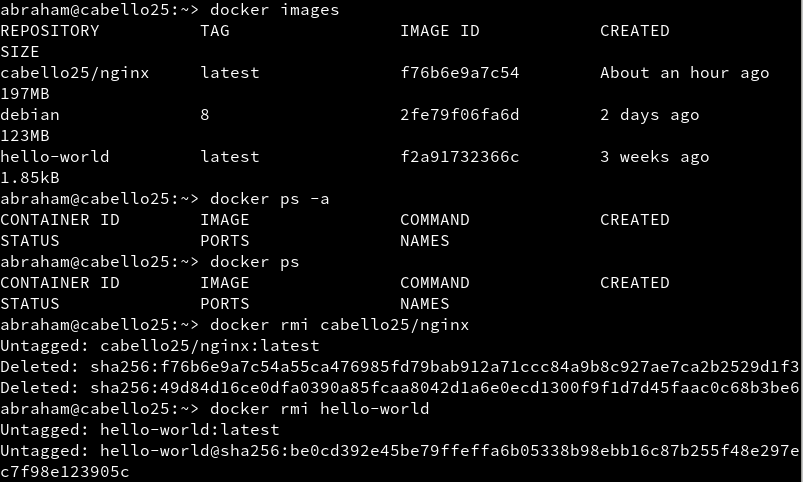 abraham@cabello25:~> docker images
REPOSITORY          TAG                 IMAGE ID            CREATED
SIZE
cabello25/nginx     latest              f76b6e9a7c54        About an hour ago
197MB
debian              8                   2fe79f06fa6d        2 days ago
123MB
hello-world         latest              f2a91732366c        3 weeks ago
1.85kB
abraham@cabello25:~> docker ps -a
CONTAINER ID        IMAGE               COMMAND             CREATED
STATUS              PORTS               NAMES
abraham@cabello25:~> docker ps
CONTAINER ID        IMAGE               COMMAND             CREATED
STATUS              PORTS               NAMES
abraham@cabello25:~> docker rmi cabello25/nginx
Untagged: cabello25/nginx:latest
Deleted: sha256:f76b6e9a7c54a55ca476985fd79bab912a71ccc84a9b8c927ae7ca2b2529d1f3
Deleted: sha256:49d84d16ce0dfa0390a85fcaa8042d1a6e0ecd1300f9f1d7d45faac0c68b3be6
abraham@cabello25:~> docker rmi hello-world
Untagged: hello-world:latest
Untagged: hello-world@sha256:be0cd392e45be79ffeffa6b05338b98ebb16c87b255f48e297e
c7f98e123905c